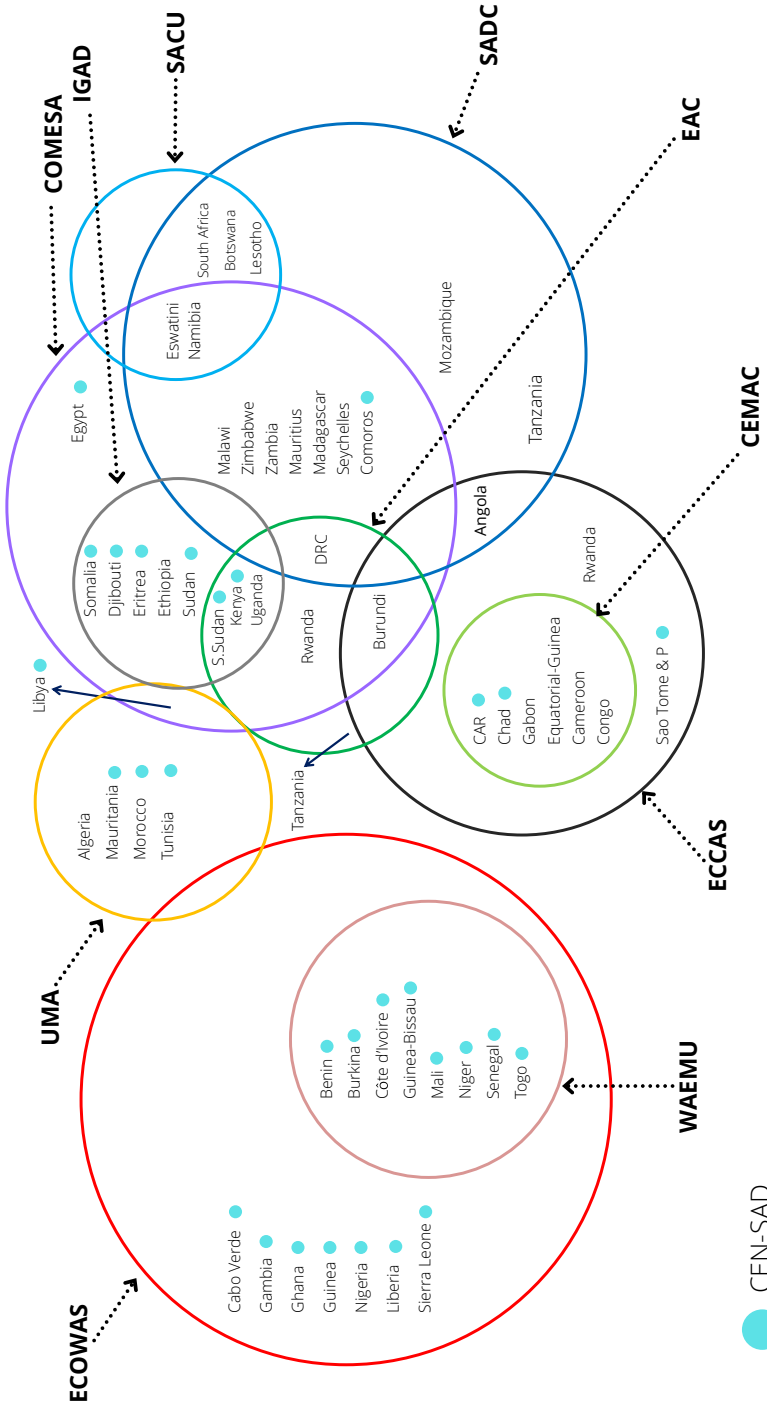 ECOWAS
UMA
COMESA
IGAD
SACU
SADC
EAC
CEMAC
ECCAS
WAEMU
Cabo Verde
Gambia
Ghana
Guinea
Nigeria
Liberia
Sierra Leone
Benin
Burkina
Côte d'Ivoire
Guinea-Bissau
Mali
Niger
Senegal
Togo
Algeria
Mauritania
Morocco
Tunisia
Libya
Egypt
Somalia
Djibouti
Eritrea
Ethiopia
Sudan
S.Sudan
Kenya
Uganda
Rwanda
DRC
Burundi
Tanzania
Malawi
Zimbabwe
Zambia
Mauritius
Madagascar
Seychelles
Comoros
Eswatini
Namibia
South Africa
Botswana
Lesotho
Mozambique
Tanzania
Angola
Rwanda
CAR
Chad
Gabon
Equatorial-Guinea
Cameroon
Congo
Sao Tome & P
CEN-SAD